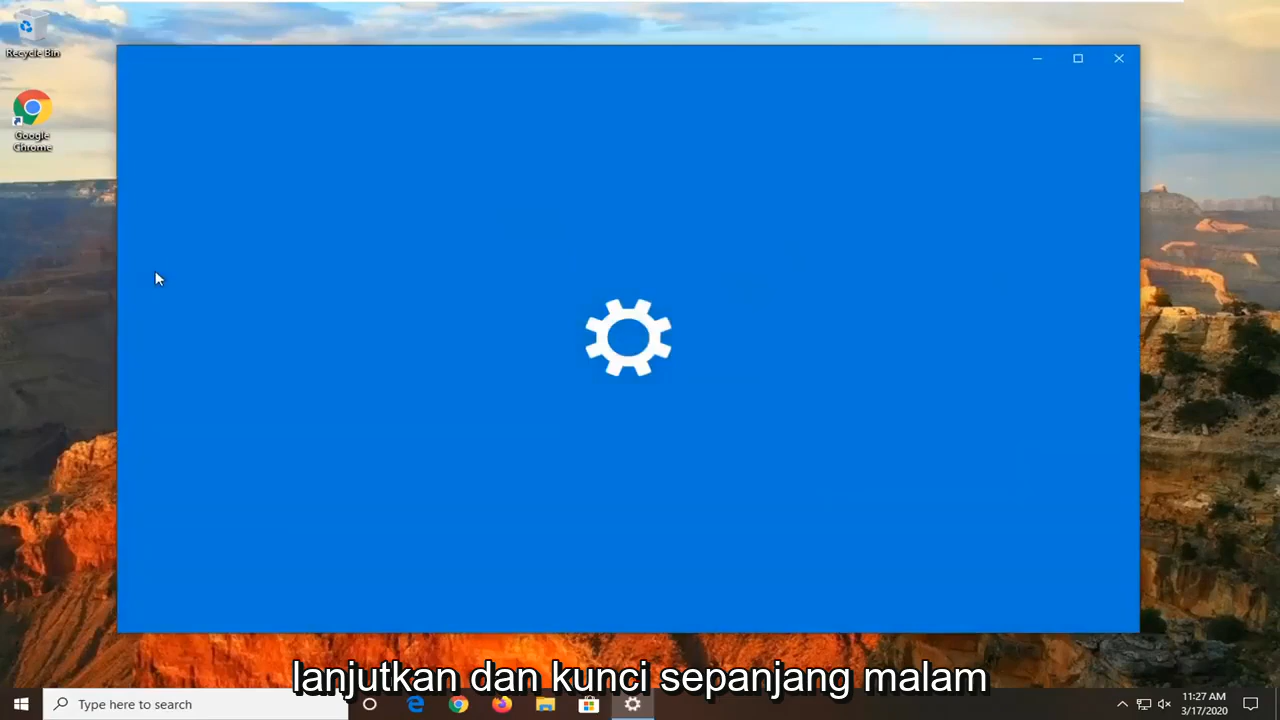 Recycle Bin
Google
Chrome
lanjutkan dan kunci sepanjang malam
Type here to search
11:27 AM
3/17/2020